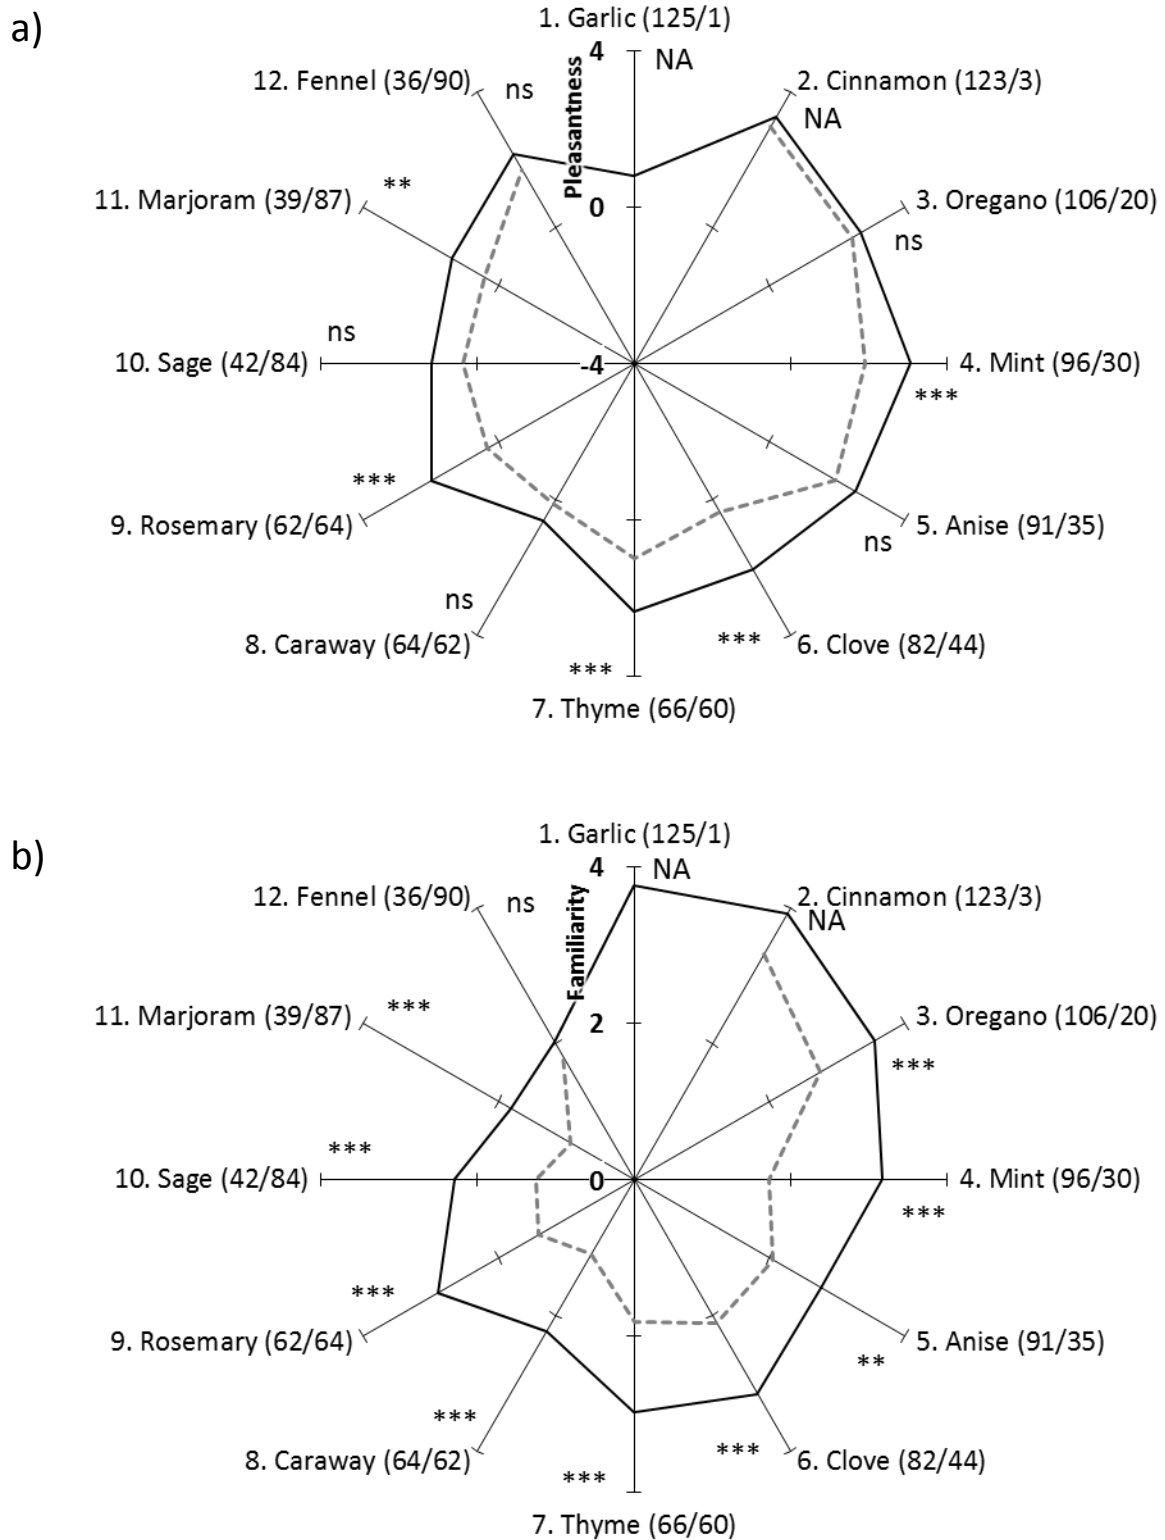 a)
1. Garlic (125/1)
4
NA
Pleasantness
12. Fennel (36/90)
ns
2. Cinnamon (123/3)
NA
11. Marjoram (39/87)
**
0
3. Oregano (106/20)
ns
10. Sage (42/84)
ns
-4
4. Mint (96/30)
***
9. Rosemary (62/64)
***
5. Anise (91/35)
ns
8. Caraway (64/62)
ns
6. Clove (82/44)
***
***
7. Thyme (66/60)
b)
1. Garlic (125/1)
4
NA
Familiarity
12. Fennel (36/90)
ns
2. Cinnamon (123/3)
NA
11. Marjoram (39/87)
***
2
3. Oregano (106/20)
***
10. Sage (42/84)
***
0
4. Mint (96/30)
***
9. Rosemary (62/64)
***
5. Anise (91/35)
**
8. Caraway (64/62)
***
6. Clove (82/44)
***
***
7. Thyme (66/60)